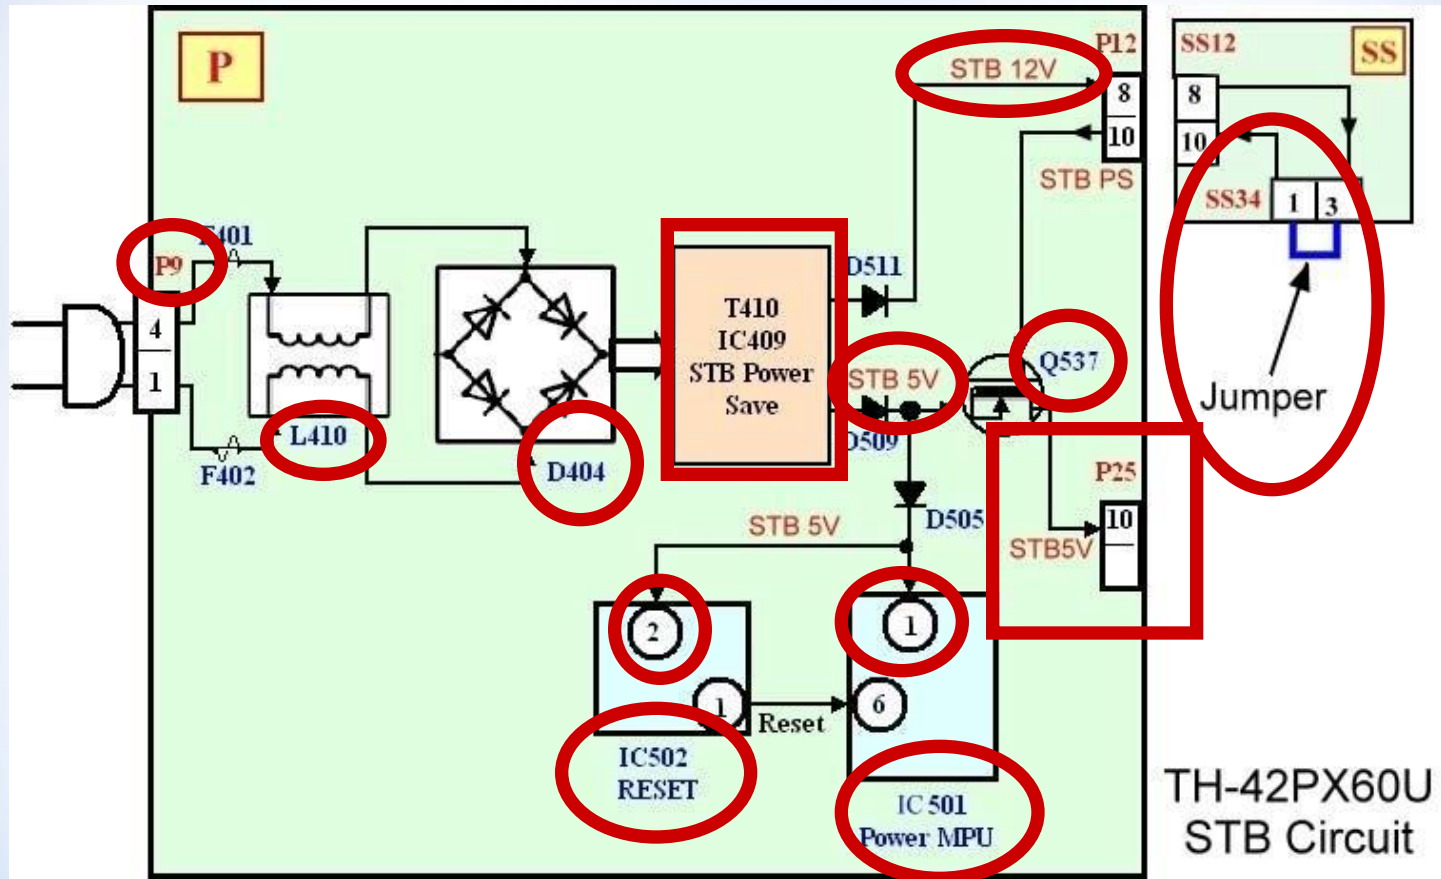 P
STB 12V
P12
8
10
STB PS
SS12
SS
8
10
SS34
1
3
Jumper
P9
F401
4
1
L410
F402
D404
T410
IC409
STB Power
Save
D511
STB 5V
D509
Q537
P25
10
STB5V
D505
STB 5V
2
1
Reset
1
6
IC502
RESET
IC 501
Power MPU
TH-42PX60U
STB Circuit